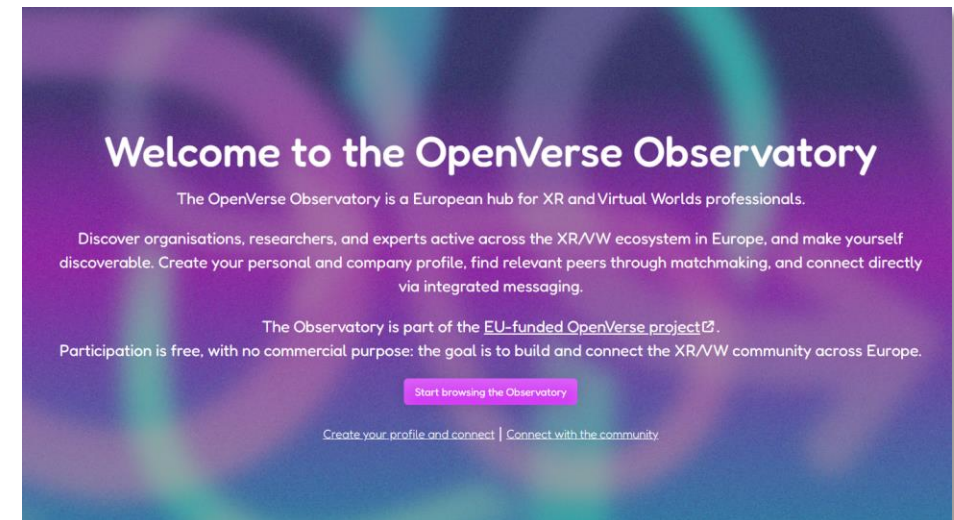 Welcome to the OpenVerse Observatory
The OpenVerse Observatory is a European hub for XR and Virtual Worlds professionals.
Discover organisations, researchers, and experts active across the XR/VW ecosystem in Europe, and make yourself
discoverable. Create your personal and company profile, find relevant peers through matchmaking, and connect directly
via integrated messaging.
The Observatory is part of the EU-funded OpenVerse project.
Participation is free, with no commercial purpose: the goal is to build and connect the XR/VW community across Europe.
Start browsing the Observatory
Create your profile and connect | Connect with the community